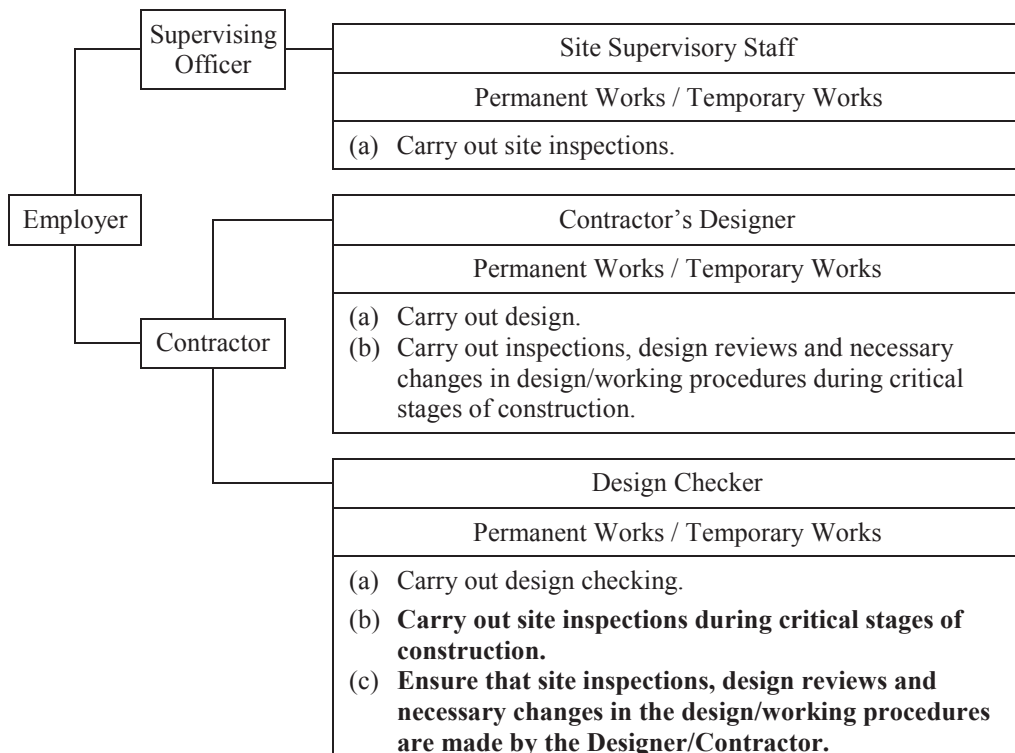 Supervising
Officer
Site Supervisory Staff
Permanent Works / Temporary Works
(a) Carry out site inspections.
Employer
Contractor’s Designer
Permanent Works / Temporary Works
(a) Carry out design.
(b) Carry out inspections, design reviews and necessary
changes in design/working procedures during critical
stages of construction.
Contractor
Design Checker
Permanent Works / Temporary Works
(a) Carry out design checking.
(b) Carry out site inspections during critical stages of
construction.
(c) Ensure that site inspections, design reviews and
necessary changes in the design/working procedures
are made by the Designer/Contractor.